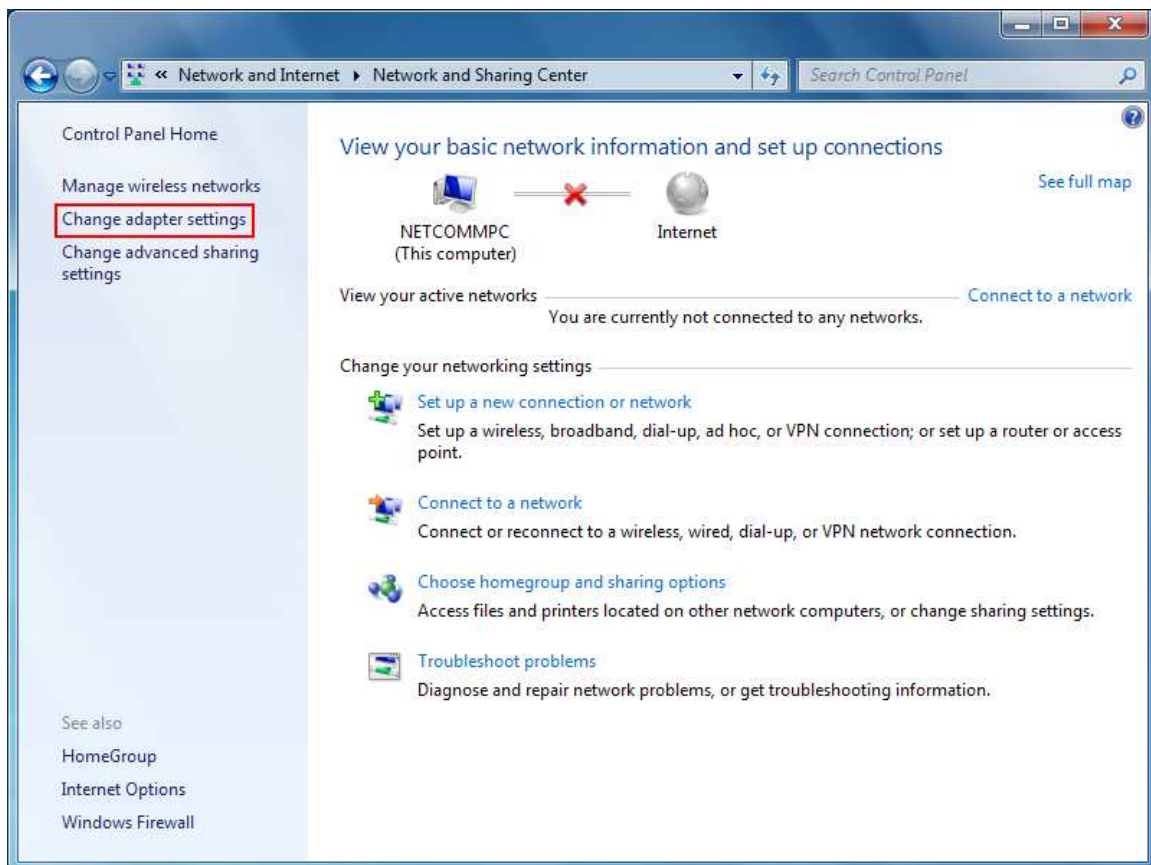 « Network and Internet ▸ Network and Sharing Center
Search Control Panel
Control Panel Home
Manage wireless networks
Change adapter settings
Change advanced sharing
settings
See also
HomeGroup
Internet Options
Windows Firewall
View your basic network information and set up connections
See full map
NETCOMMPC
(This computer)
Internet
View your active networks
Connect to a network
You are currently not connected to any networks.
Change your networking settings
Set up a new connection or network
Set up a wireless, broadband, dial-up, ad hoc, or VPN connection; or set up a router or access
point.
Connect to a network
Connect or reconnect to a wireless, wired, dial-up, or VPN network connection.
Choose homegroup and sharing options
Access files and printers located on other network computers, or change sharing settings.
Troubleshoot problems
Diagnose and repair network problems, or get troubleshooting information.